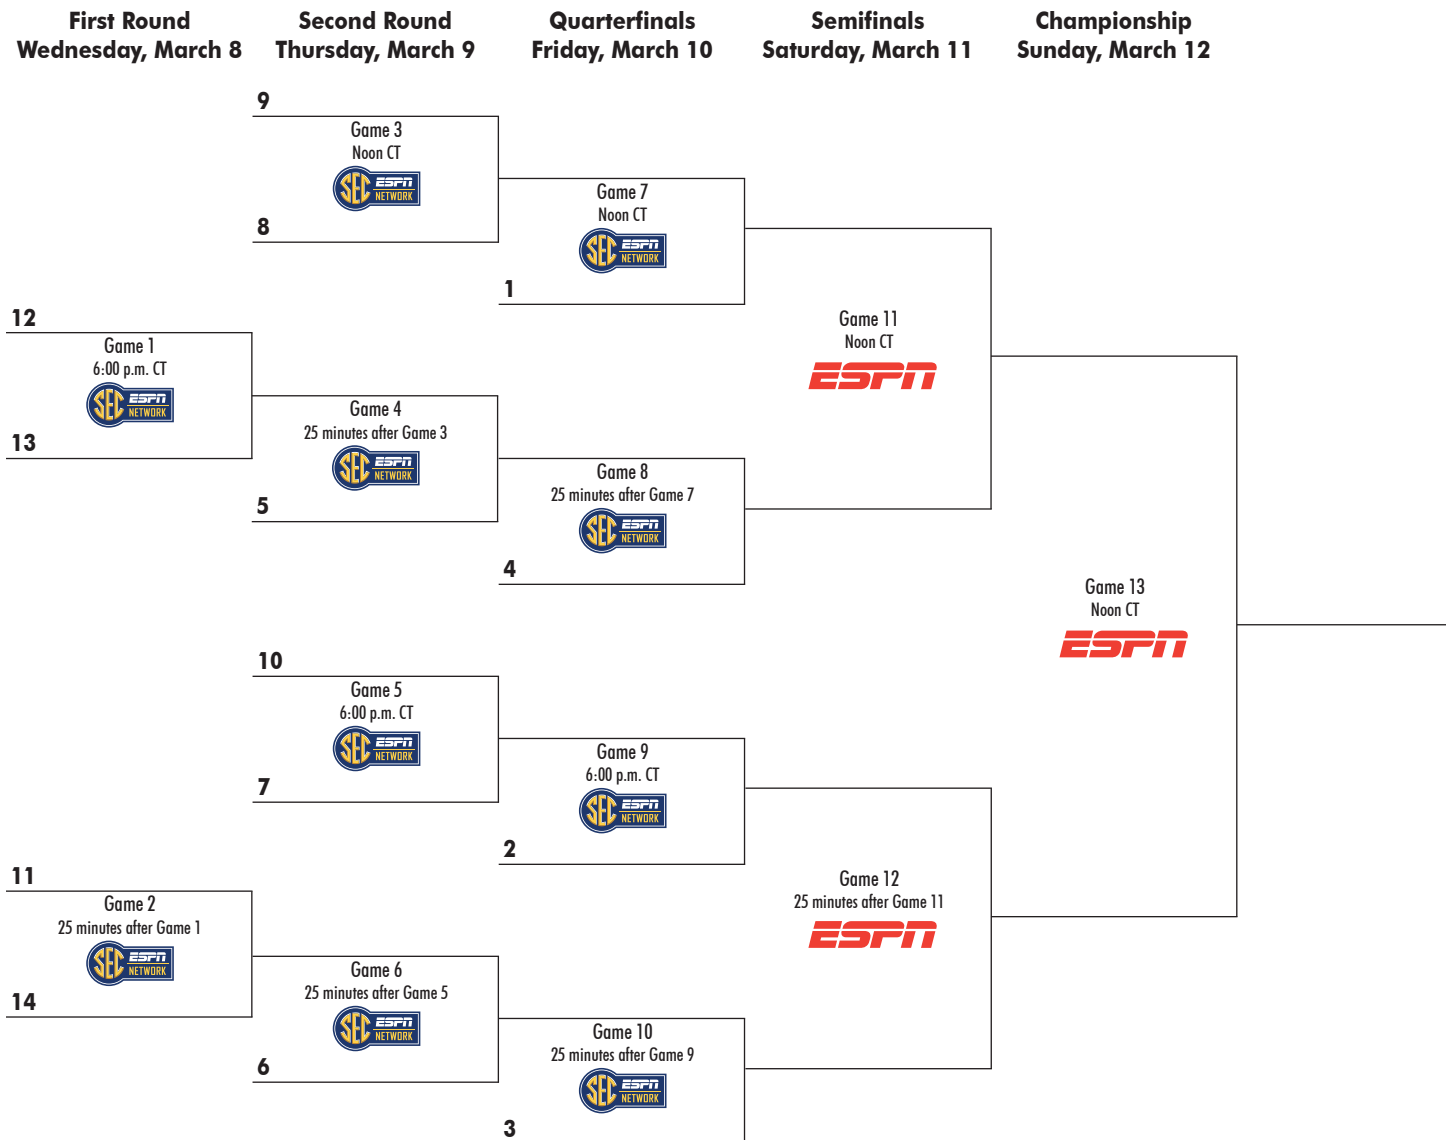 First Round
Wednesday, March 8
Second Round
Thursday, March 9
Quarterfinals
Friday, March 10
Semifinals
Saturday, March 11
Championship
Sunday, March 12
9
Game 3
Noon CT
SEC ESPN
NETWORK
8
Game 7
Noon CT
SEC ESPN
NETWORK
1
12
Game 1
6:00 p.m. CT
SEC ESPN
NETWORK
13
Game 4
25 minutes after Game 3
SEC ESPN
NETWORK
5
Game 8
25 minutes after Game 7
SEC ESPN
NETWORK
4
Game 11
Noon CT
ESPN
Game 13
Noon CT
ESPN
10
Game 5
6:00 p.m. CT
SEC ESPN
NETWORK
7
Game 9
6:00 p.m. CT
SEC ESPN
NETWORK
2
11
Game 2
25 minutes after Game 1
SEC ESPN
NETWORK
14
Game 6
25 minutes after Game 5
SEC ESPN
NETWORK
6
Game 10
25 minutes after Game 9
SEC ESPN
NETWORK
3
Game 12
25 minutes after Game 11
ESPN